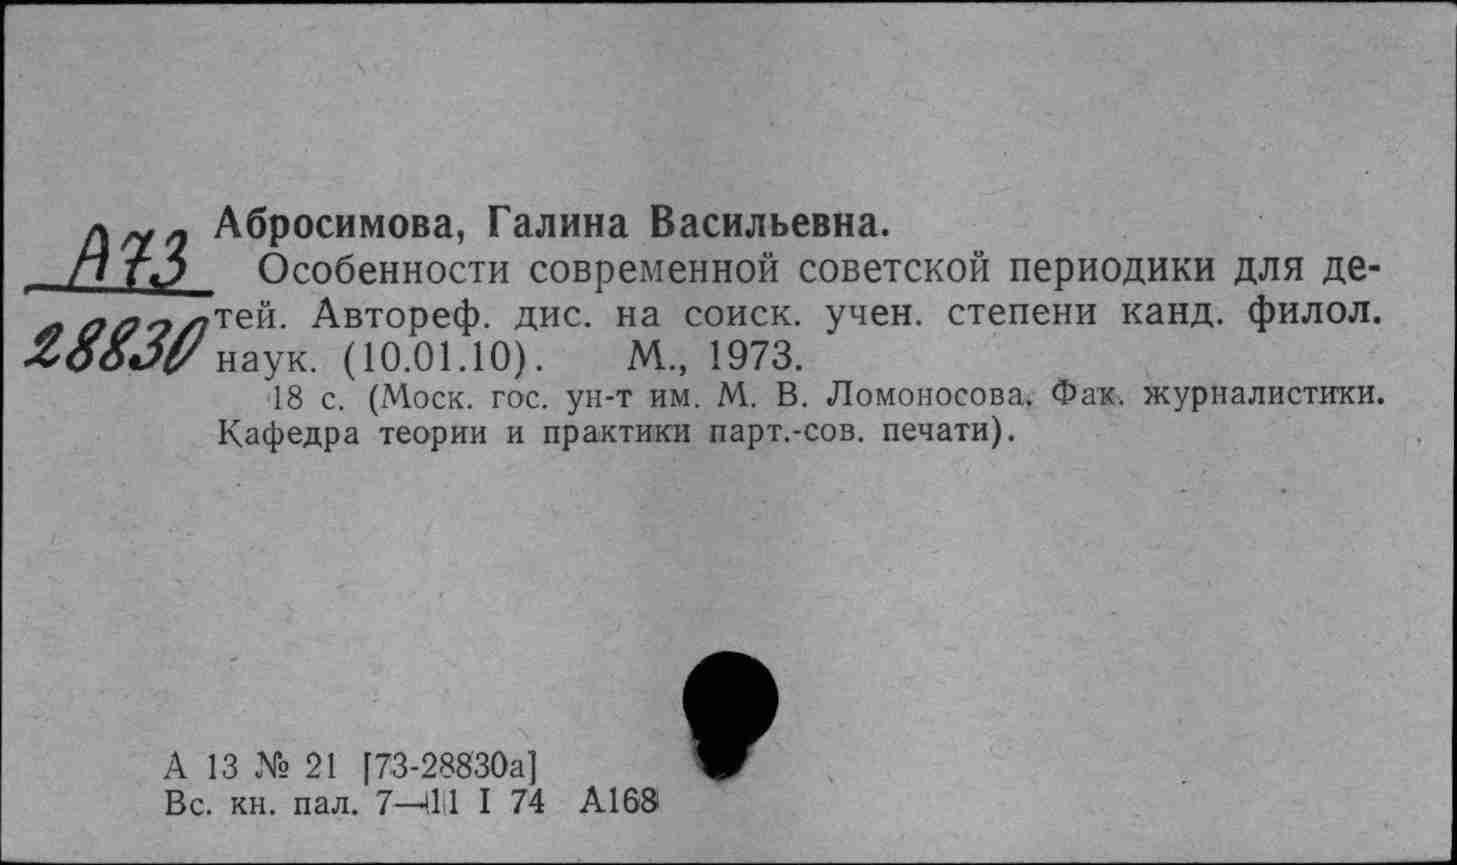 А73
28830
Абросимова, Галина Васильевна.
Особенности современной советской периодики для де-
тей. Автореф. дис. на соиск. учен. степени канд. филол.
наук. (10.01.10). М., 1973.
18 с. (Моск. гос. ун-т им. М. В. Ломоносова. Фак. журналистики.
Кафедра теории и практики парт.-сов. печати).
А 13 № 21 [73-28830а]
Вс. кн. пал. 7—11 I 74 А168